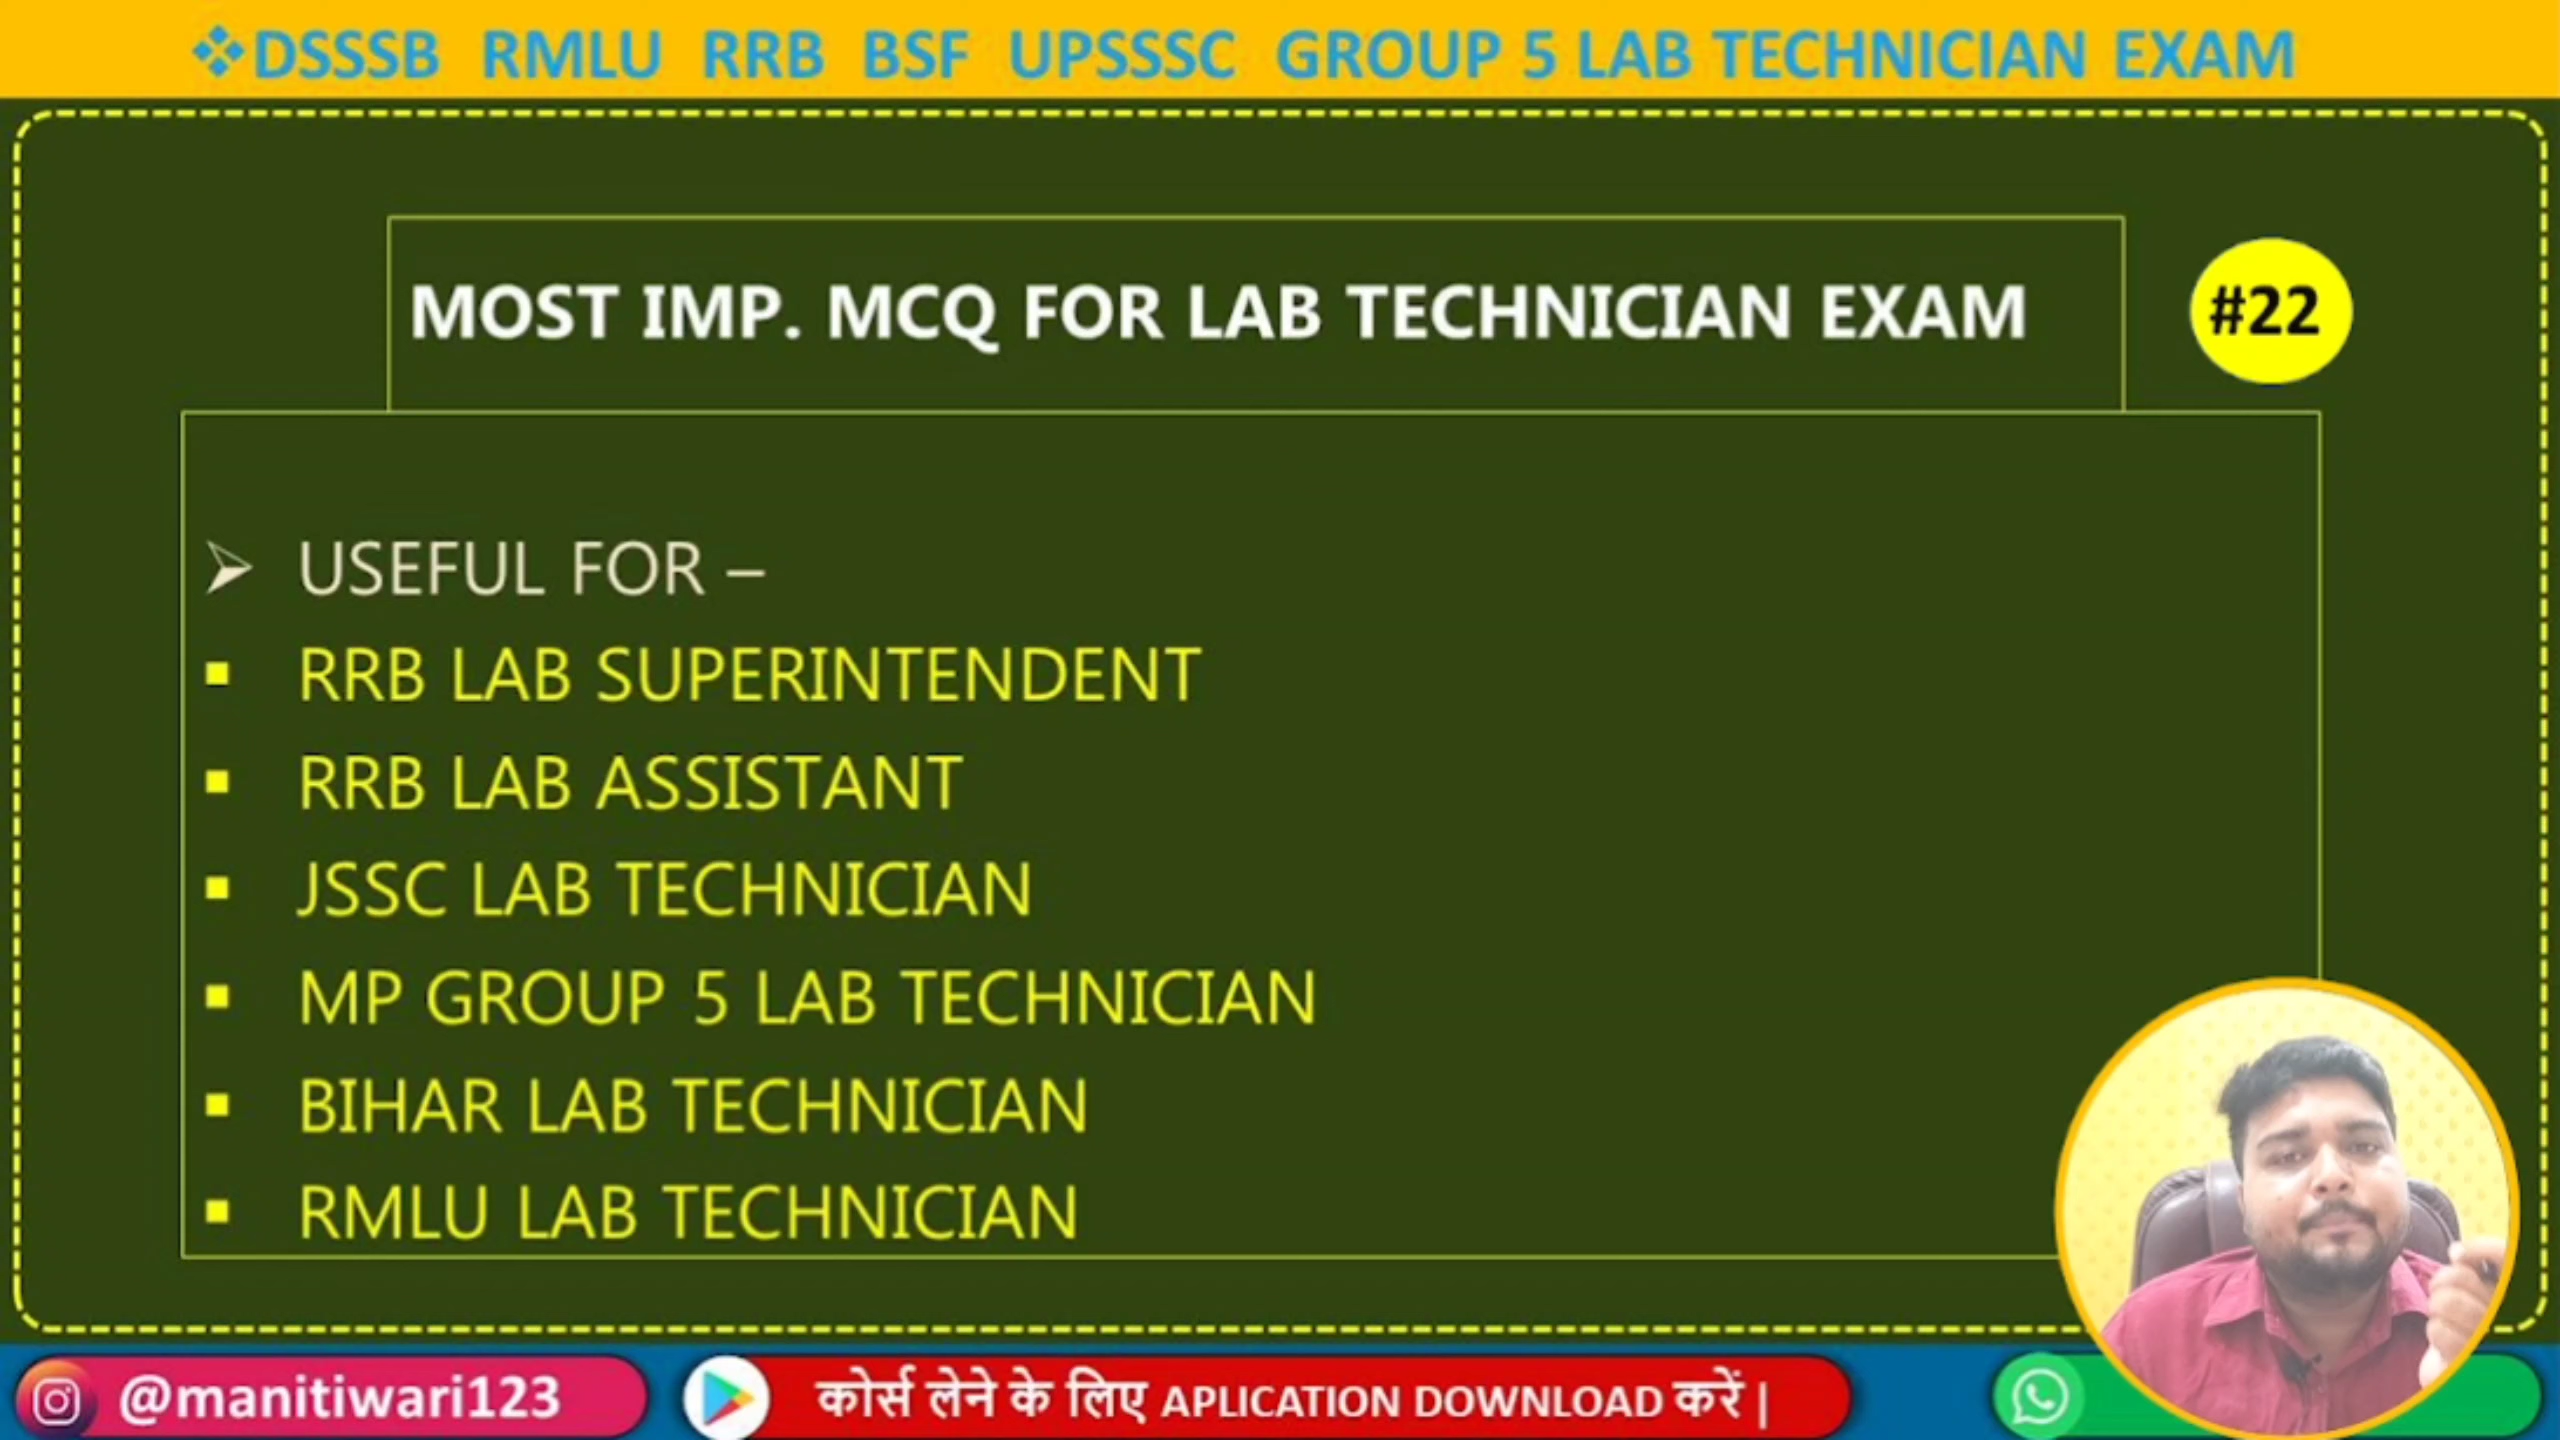 ❖DSSSB RMLU RRB BSF UPSSSC GROUP 5 LAB TECHNICIAN EXAM
MOST IMP. MCQ FOR LAB TECHNICIAN EXAM
#22
➢ USEFUL FOR –
▪ RRB LAB SUPERINTENDENT
▪ RRB LAB ASSISTANT
▪ JSSC LAB TECHNICIAN
▪ MP GROUP 5 LAB TECHNICIAN
▪ BIHAR LAB TECHNICIAN
▪ RMLU LAB TECHNICIAN
@manitiwari123
कोर्स लेने के लिए APLICATION DOWNLOAD करें |